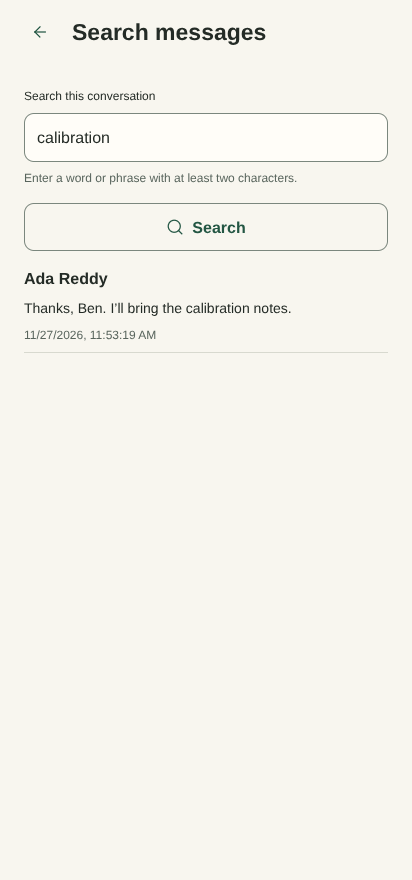 Search messages
Search this conversation
calibration
Enter a word or phrase with at least two characters.
Search
Ada Reddy
Thanks, Ben. I'll bring the calibration notes.
11/27/2026, 11:53:19 AM